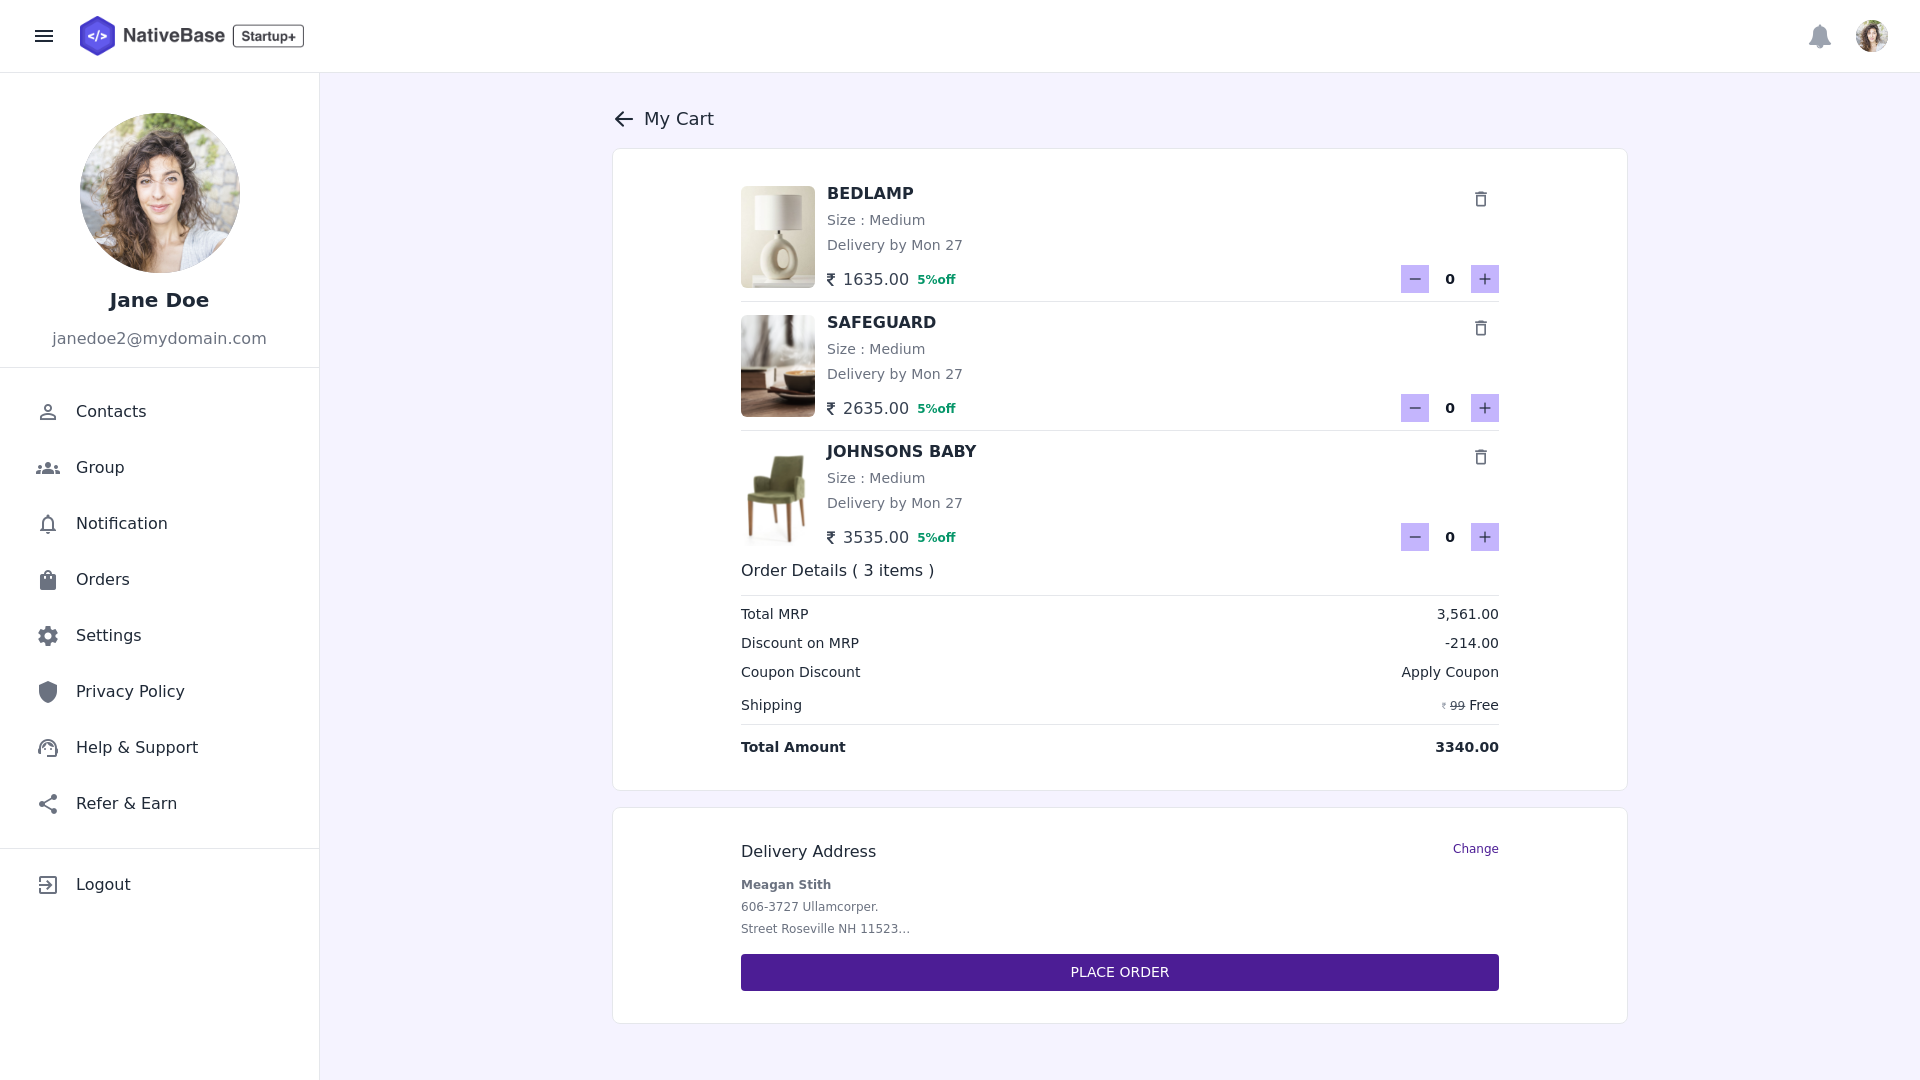 </> NativeBase Startup+
Jane Doe
janedoe2@mydomain.com
Contacts
Group
Notification
Orders
Settings
Privacy Policy
Help & Support
Refer & Earn
Logout
My Cart
BEDLAMP
Size : Medium
Delivery by Mon 27
₹ 1635.00 5%off
0
SAFEGUARD
Size : Medium
Delivery by Mon 27
₹ 2635.00 5%off
0
JOHNSONS BABY
Size : Medium
Delivery by Mon 27
₹ 3535.00 5%off
0
Order Details ( 3 items )
Total MRP 3,561.00
Discount on MRP -214.00
Coupon Discount Apply Coupon
Shipping ₹ 99 Free
Total Amount 3340.00
Delivery Address Change
Meagan Stith
606-3727 Ullamcorper.
Street Roseville NH 11523...
PLACE ORDER